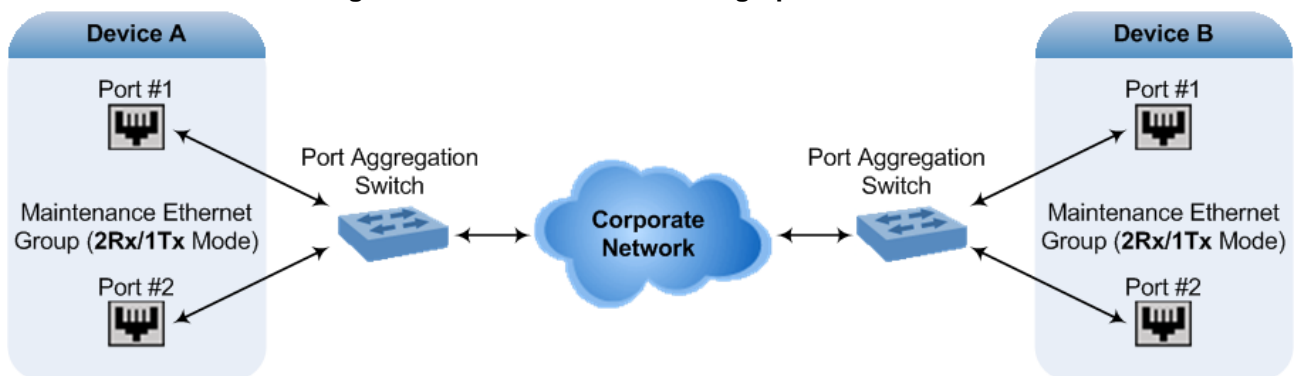 Device A
Port #1
Maintenance Ethernet
Group (2Rx/1Tx Mode)
Port #2
Port Aggregation
Switch
Corporate
Network
Port Aggregation
Switch
Device B
Port #1
Maintenance Ethernet
Group (2Rx/1Tx Mode)
Port #2